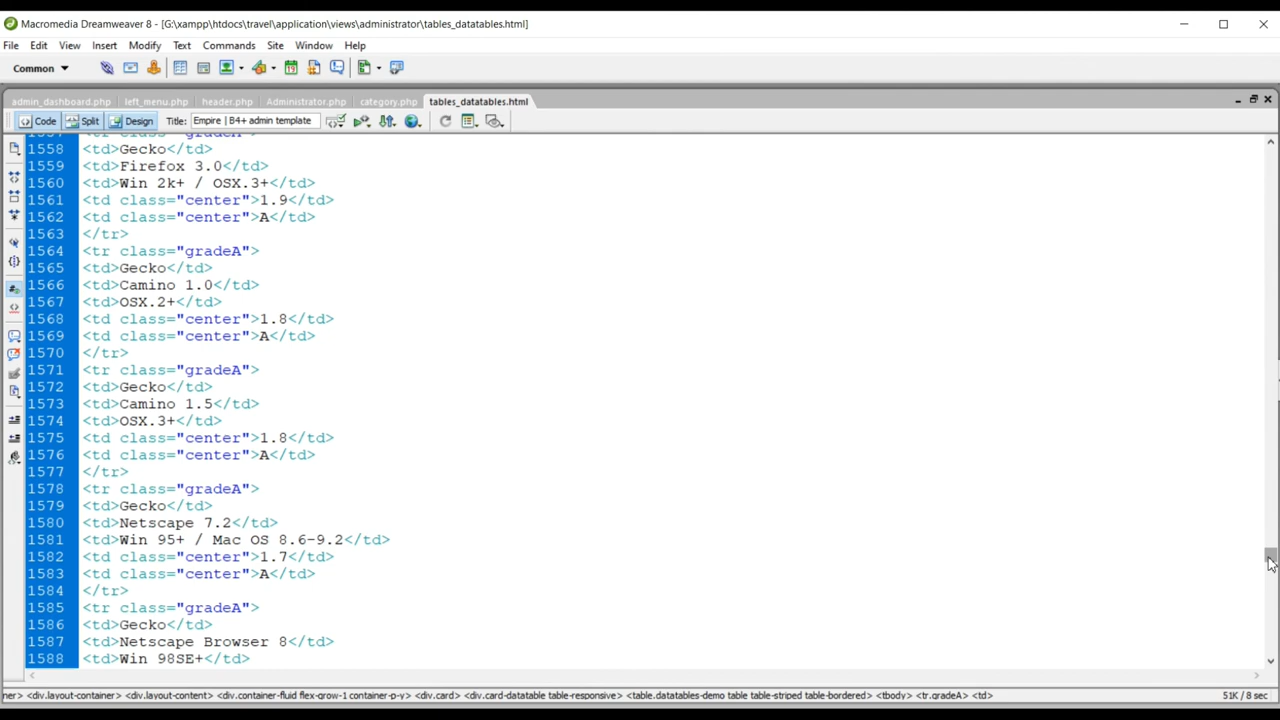 Macromedia Dreamweaver 8 - [G:\xampp\htdocs\travel\application\views\administrator\tables_datatables.html]
File Edit View Insert Modify Text Commands Site Window Help
Common
admin_dashboard.php left_menu.php header.php Administrator.php category.php tables_datatables.html
Code Split Design Title: Empire | B4+ admin template
1557 <tr class="gradeA">
1558 <td>Gecko</td>
1559 <td>Firefox 3.0</td>
1560 <td>Win 2k+ / OSX.3+</td>
1561 <td class="center">1.9</td>
1562 <td class="center">A</td>
1563 </tr>
1564 <tr class="gradeA">
1565 <td>Gecko</td>
1566 <td>Camino 1.0</td>
1567 <td>OSX.2+</td>
1568 <td class="center">1.8</td>
1569 <td class="center">A</td>
1570 </tr>
1571 <tr class="gradeA">
1572 <td>Gecko</td>
1573 <td>Camino 1.5</td>
1574 <td>OSX.3+</td>
1575 <td class="center">1.8</td>
1576 <td class="center">A</td>
1577 </tr>
1578 <tr class="gradeA">
1579 <td>Gecko</td>
1580 <td>Netscape 7.2</td>
1581 <td>Win 95+ / Mac OS 8.6-9.2</td>
1582 <td class="center">1.7</td>
1583 <td class="center">A</td>
1584 </tr>
1585 <tr class="gradeA">
1586 <td>Gecko</td>
1587 <td>Netscape Browser 8</td>
1588 <td>Win 98SE+</td>
ner> <div.layout-container> <div.layout-content> <div.container-fluid flex-grow-1 container-p-y> <div.card> <div.card-datatable table-responsive> <table.datatables-demo table table-striped table-bordered> <tbody> <tr.gradeA> <td> 51K / 8 sec